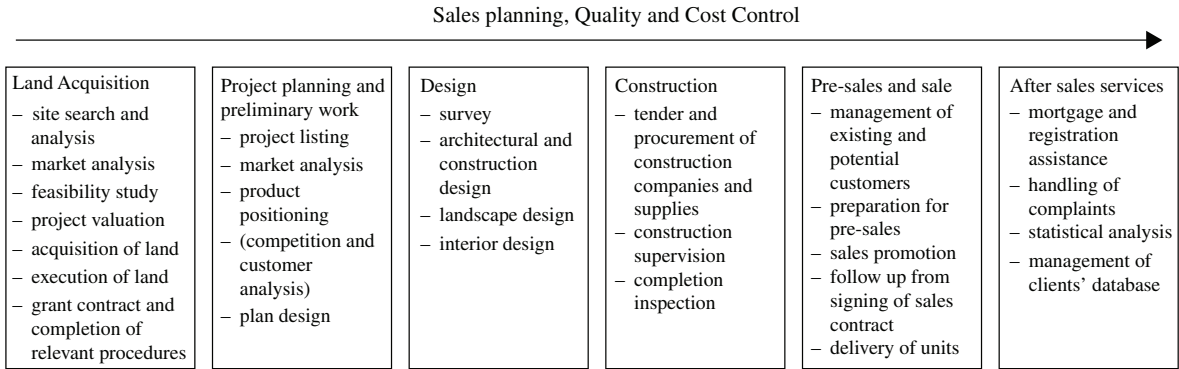 Sales planning, Quality and Cost Control
Land Acquisition
– site search and
analysis
– market analysis
– feasibility study
– project valuation
– acquisition of land
– execution of land
– grant contract and
completion of
relevant procedures
Project planning and
preliminary work
– project listing
– market analysis
– product
positioning
– (competition and
customer
analysis)
– plan design
Design
– survey
– architectural and
construction
design
– landscape design
– interior design
Construction
– tender and
procurement of
construction
companies and
supplies
– construction
supervision
– completion
inspection
Pre-sales and sale
– management of
existing and
potential
customers
– preparation for
pre-sales
– sales promotion
– follow up from
signing of sales
contract
– delivery of units
After sales services
– mortgage and
registration
assistance
– handling of
complaints
– statistical analysis
– management of
clients' database